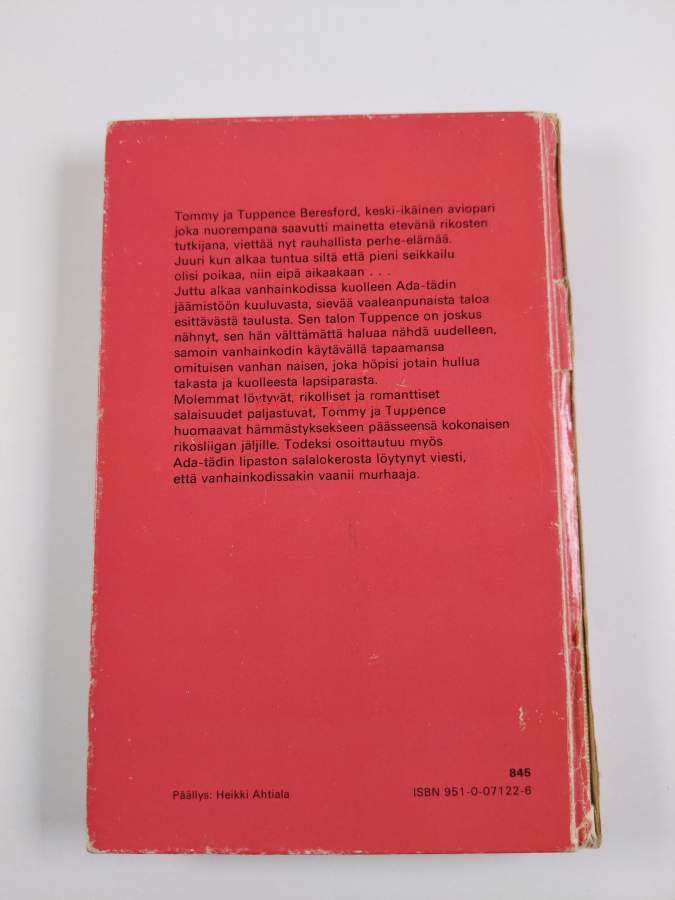 Tommy ja Tuppence Beresford, keski-ikäinen aviopari
joka nuorempana saavutti mainetta etevänä rikosten
tutkijana, viettää nyt rauhallista perhe-elämää.
Juuri kun alkaa tuntua siltä että pieni seikkailu
olisi poikaa, niin eipä aikaakaan . . .
Juttu alkaa vanhainkodissa kuolleen Ada-tädin
jäämistöön kuuluvasta, sievää vaaleanpunaista taloa
esittävästä taulusta. Sen talon Tuppence on joskus
nähnyt, sen hän välttämättä haluaa nähdä uudelleen,
samoin vanhainkodin käytävällä tapaamansa
omituisen vanhan naisen, joka höpisi jotain hullua
takasta ja kuolleesta lapsiparasta.
Molemmat löytyvät, rikolliset ja romanttiset
salaisuudet paljastuvat, Tommy ja Tuppence
huomaavat hämmästyksekseen päässeensä kokonaisen
rikosliigan jäljille. Todeksi osoittautuu myös
Ada-tädin lipaston salalokerosta löytynyt viesti,
että vanhainkodissakin vaanii murhaaja.
845
Päällys: Heikki Ahtiala
ISBN 951-0-07122-6